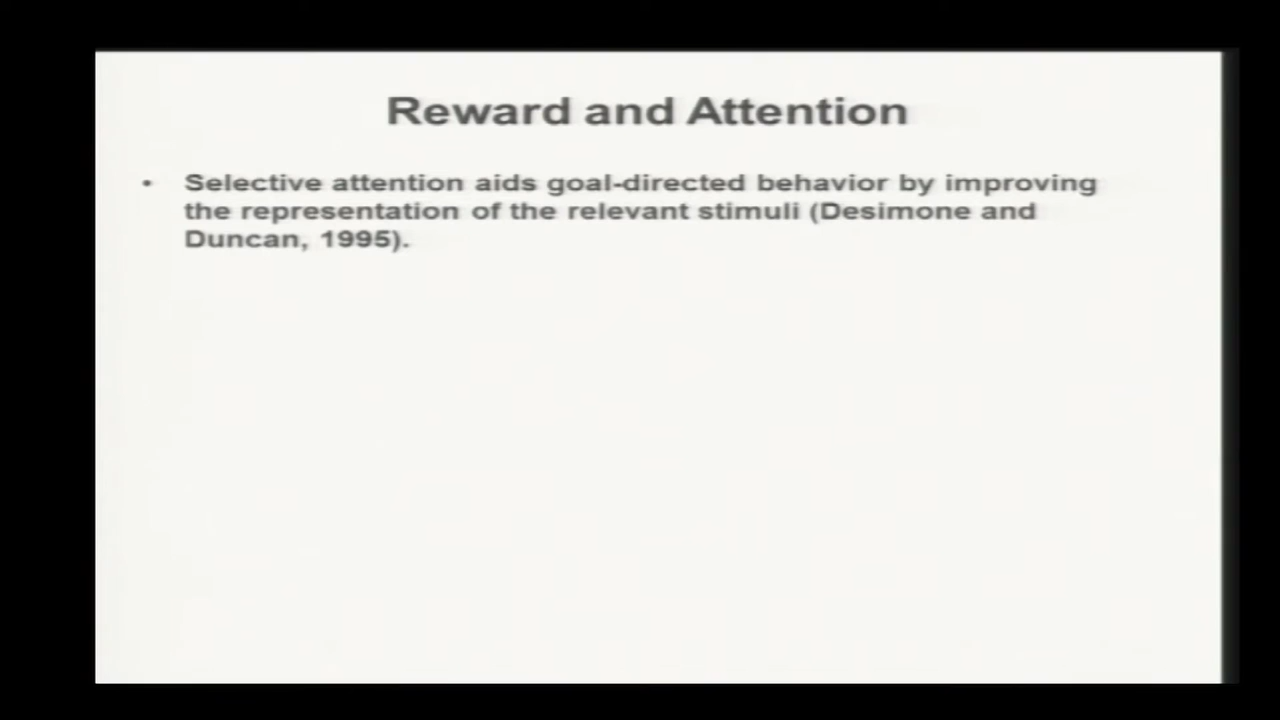 Reward and Attention
• Selective attention aids goal-directed behavior by improving
the representation of the relevant stimuli (Desimone and
Duncan, 1995).